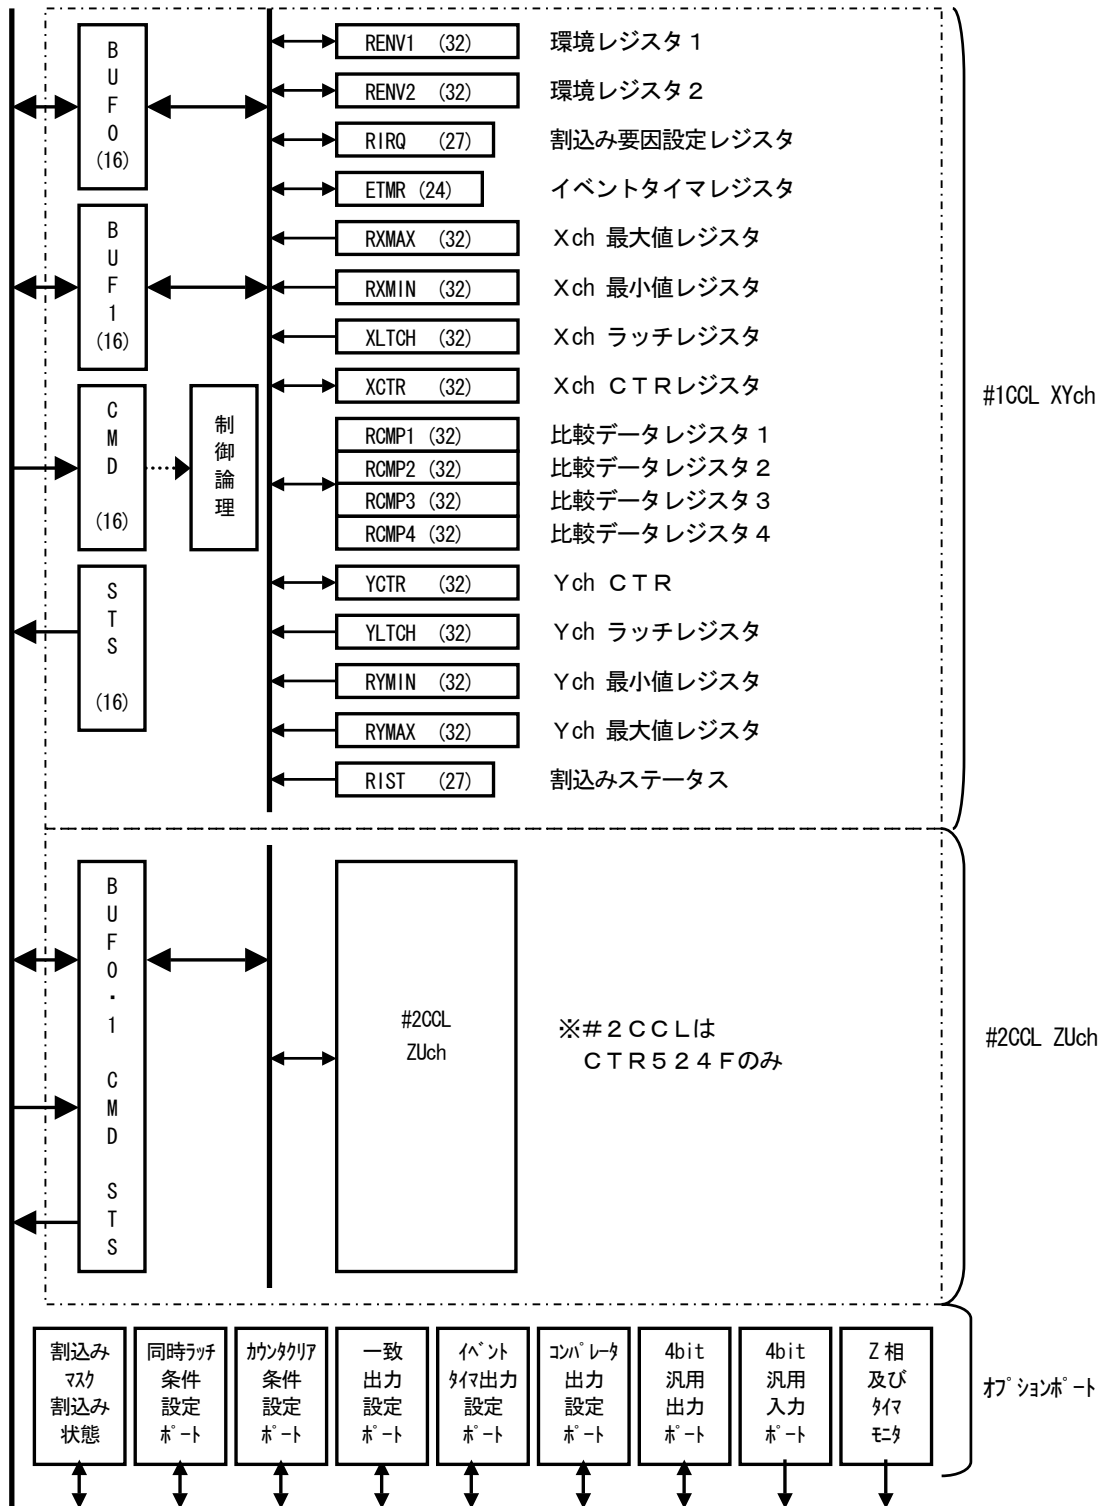 BUF0
(16)
BUF1
(16)
CMD
(16)
制御論理
STS
(16)
RENV1 (32) 環境レジスタ１
RENV2 (32) 環境レジスタ２
RIRQ (27) 割込み要因設定レジスタ
ETMR (24) イベントタイマレジスタ
RXMAX (32) Ｘch 最大値レジスタ
RXMIN (32) Ｘch 最小値レジスタ
XLTCH (32) Ｘch ラッチレジスタ
XCTR (32) Ｘch ＣＴＲレジスタ
RCMP1 (32) 比較データレジスタ１
RCMP2 (32) 比較データレジスタ２
RCMP3 (32) 比較データレジスタ３
RCMP4 (32) 比較データレジスタ４
YCTR (32) Ｙch ＣＴＲ
YLTCH (32) Ｙch ラッチレジスタ
RYMIN (32) Ｙch 最小値レジスタ
RYMAX (32) Ｙch 最大値レジスタ
RIST (27) 割込みステータス
#1CCL XYch
BUF0・1 CMD STS
#2CCL
ZUch
※＃２ＣＣＬは
ＣＴＲ５２４Ｆのみ
#2CCL ZUch
割込み
ﾏｽｸ
割込み
状態
同時ﾗｯﾁ
条件
設定
ﾎﾟｰﾄ
ｶｳﾝﾀｸﾘｱ
条件
設定
ﾎﾟｰﾄ
一致
出力
設定
ﾎﾟｰﾄ
ｲﾍﾞﾝﾄ
ﾀｲﾏ出力
設定
ﾎﾟｰﾄ
ｺﾝﾊﾟﾚｰﾀ
出力
設定
ﾎﾟｰﾄ
4bit
汎用
出力
ﾎﾟｰﾄ
4bit
汎用
入力
ﾎﾟｰﾄ
Z 相
及び
ﾀｲﾏ
ﾓﾆﾀ
ｵﾌﾟｼｮﾝﾎﾟｰﾄ